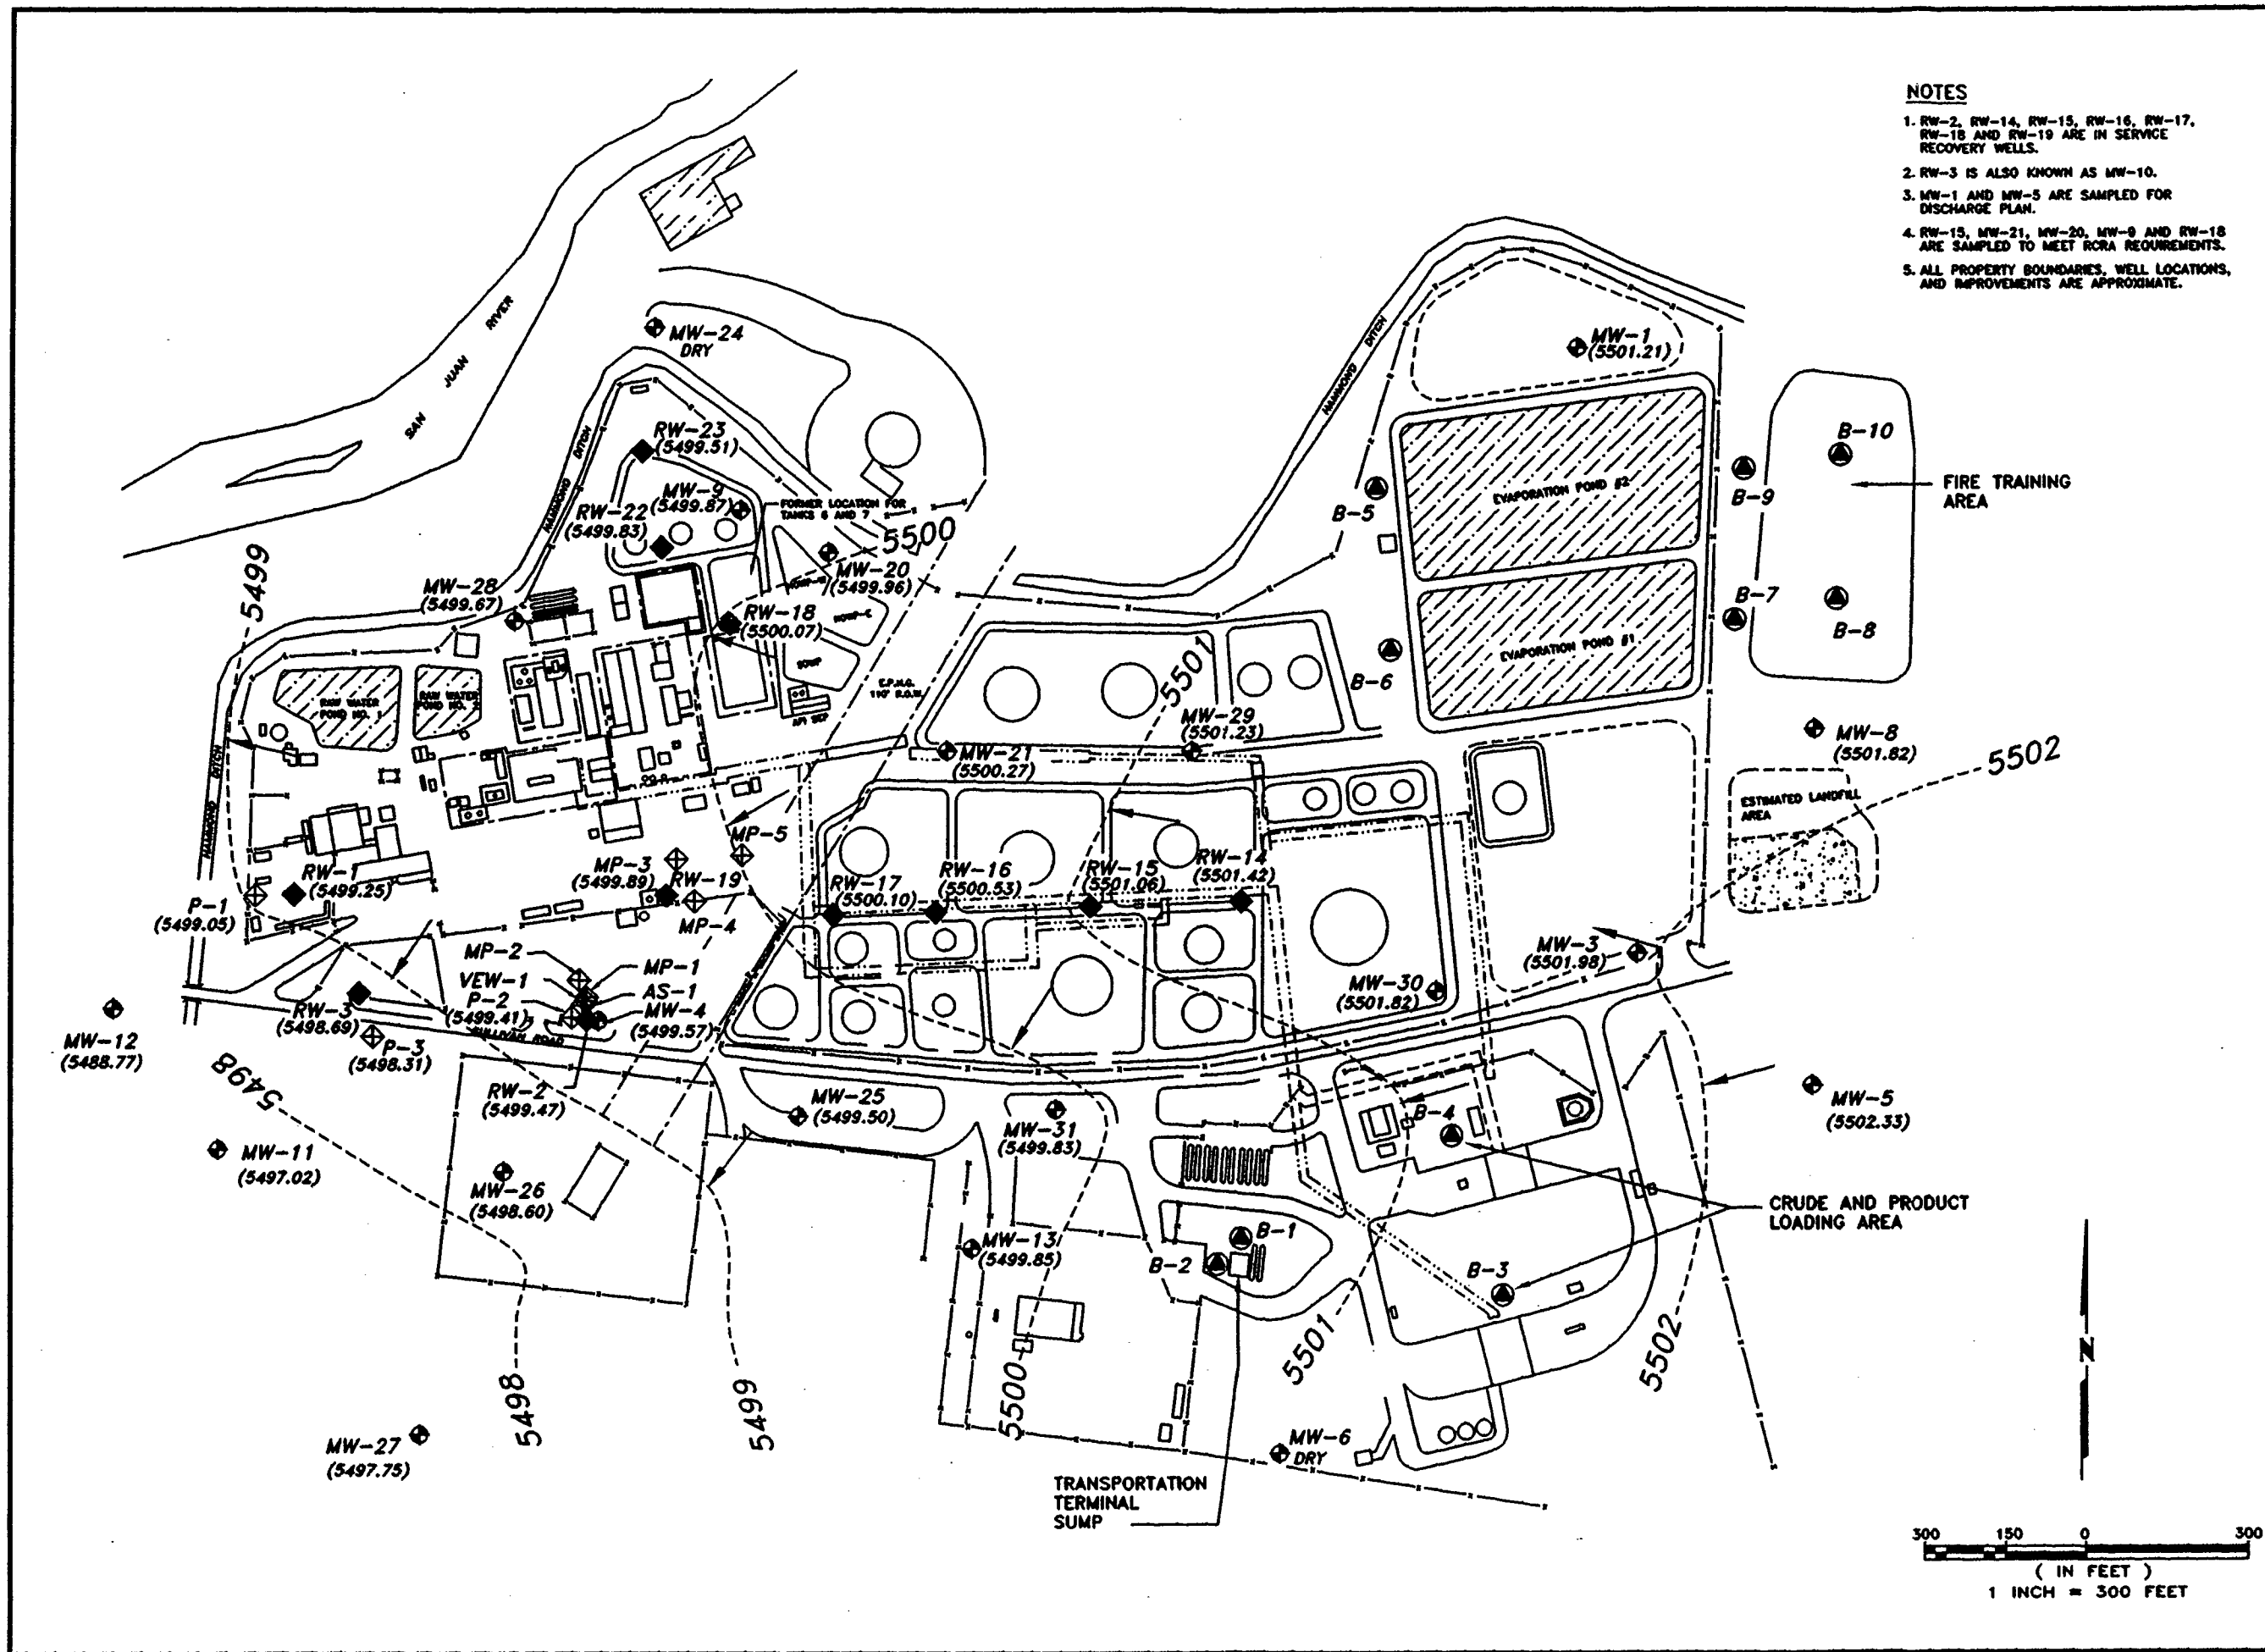 NOTES
1. RW-2, RW-14, RW-15, RW-16, RW-17,
RW-18 AND RW-19 ARE IN SERVICE
RECOVERY WELLS.
2. RW-3 IS ALSO KNOWN AS MW-10.
3. MW-1 AND MW-5 ARE SAMPLED FOR
DISCHARGE PLAN.
4. RW-15, MW-21, MW-20, MW-9 AND RW-18
ARE SAMPLED TO MEET RCRA REQUIREMENTS.
5. ALL PROPERTY BOUNDARIES, WELL LOCATIONS,
AND IMPROVEMENTS ARE APPROXIMATE.
SAN JUAN RIVER
MW-24
DRY
HAMMOND DITCH
MW-1
(5501.21)
RW-23
(5499.51)
HAMMOND DITCH
MW-9
(5499.87)
RW-22
(5499.83)
FORMER LOCATION FOR
TANKS 6 AND 7
5500
B-5
EVAPORATION POND #2
B-9
B-10
FIRE TRAINING
AREA
5499
MW-28
(5499.67)
MW-20
(5499.96)
RW-18
(5500.07)
SOWP
E.P.N.G.
110' R.O.W.
API SEP
5501
B-6
EVAPORATION POND #1
B-7
B-8
RAW WATER
POND NO. 1
RAW WATER
POND NO.
MW-29
(5501.23)
MW-21
(5500.27)
MW-8
(5501.82)
5502
ESTIMATED LANDFILL
AREA
HAMMOND DITCH
MP-5
MP-3
(5499.89)
RW-19
MP-4
RW-17
(5500.10)
RW-16
(5500.53)
RW-15
(5501.06)
RW-14
(5501.42)
RW-1
(5499.25)
P-1
(5499.05)
MP-2
MP-1
VEW-1
AS-1
P-2
(5499.41)
MW-4
(5499.57)
SULLIVAN ROAD
MW-3
(5501.98)
MW-30
(5501.82)
RW-3
(5498.69)
P-3
(5498.31)
MW-12
(5488.77)
5498
RW-2
(5499.47)
MW-25
(5499.50)
MW-31
(5499.83)
B-4
MW-5
(5502.33)
MW-11
(5497.02)
MW-26
(5498.60)
CRUDE AND PRODUCT
LOADING AREA
MW-13
(5499.85)
B-1
B-2
B-3
5498
5499
5500
5501
5502
MW-27
(5497.75)
MW-6
DRY
TRANSPORTATION
TERMINAL
SUMP
N
300 150 0 300
( IN FEET )
1 INCH = 300 FEET